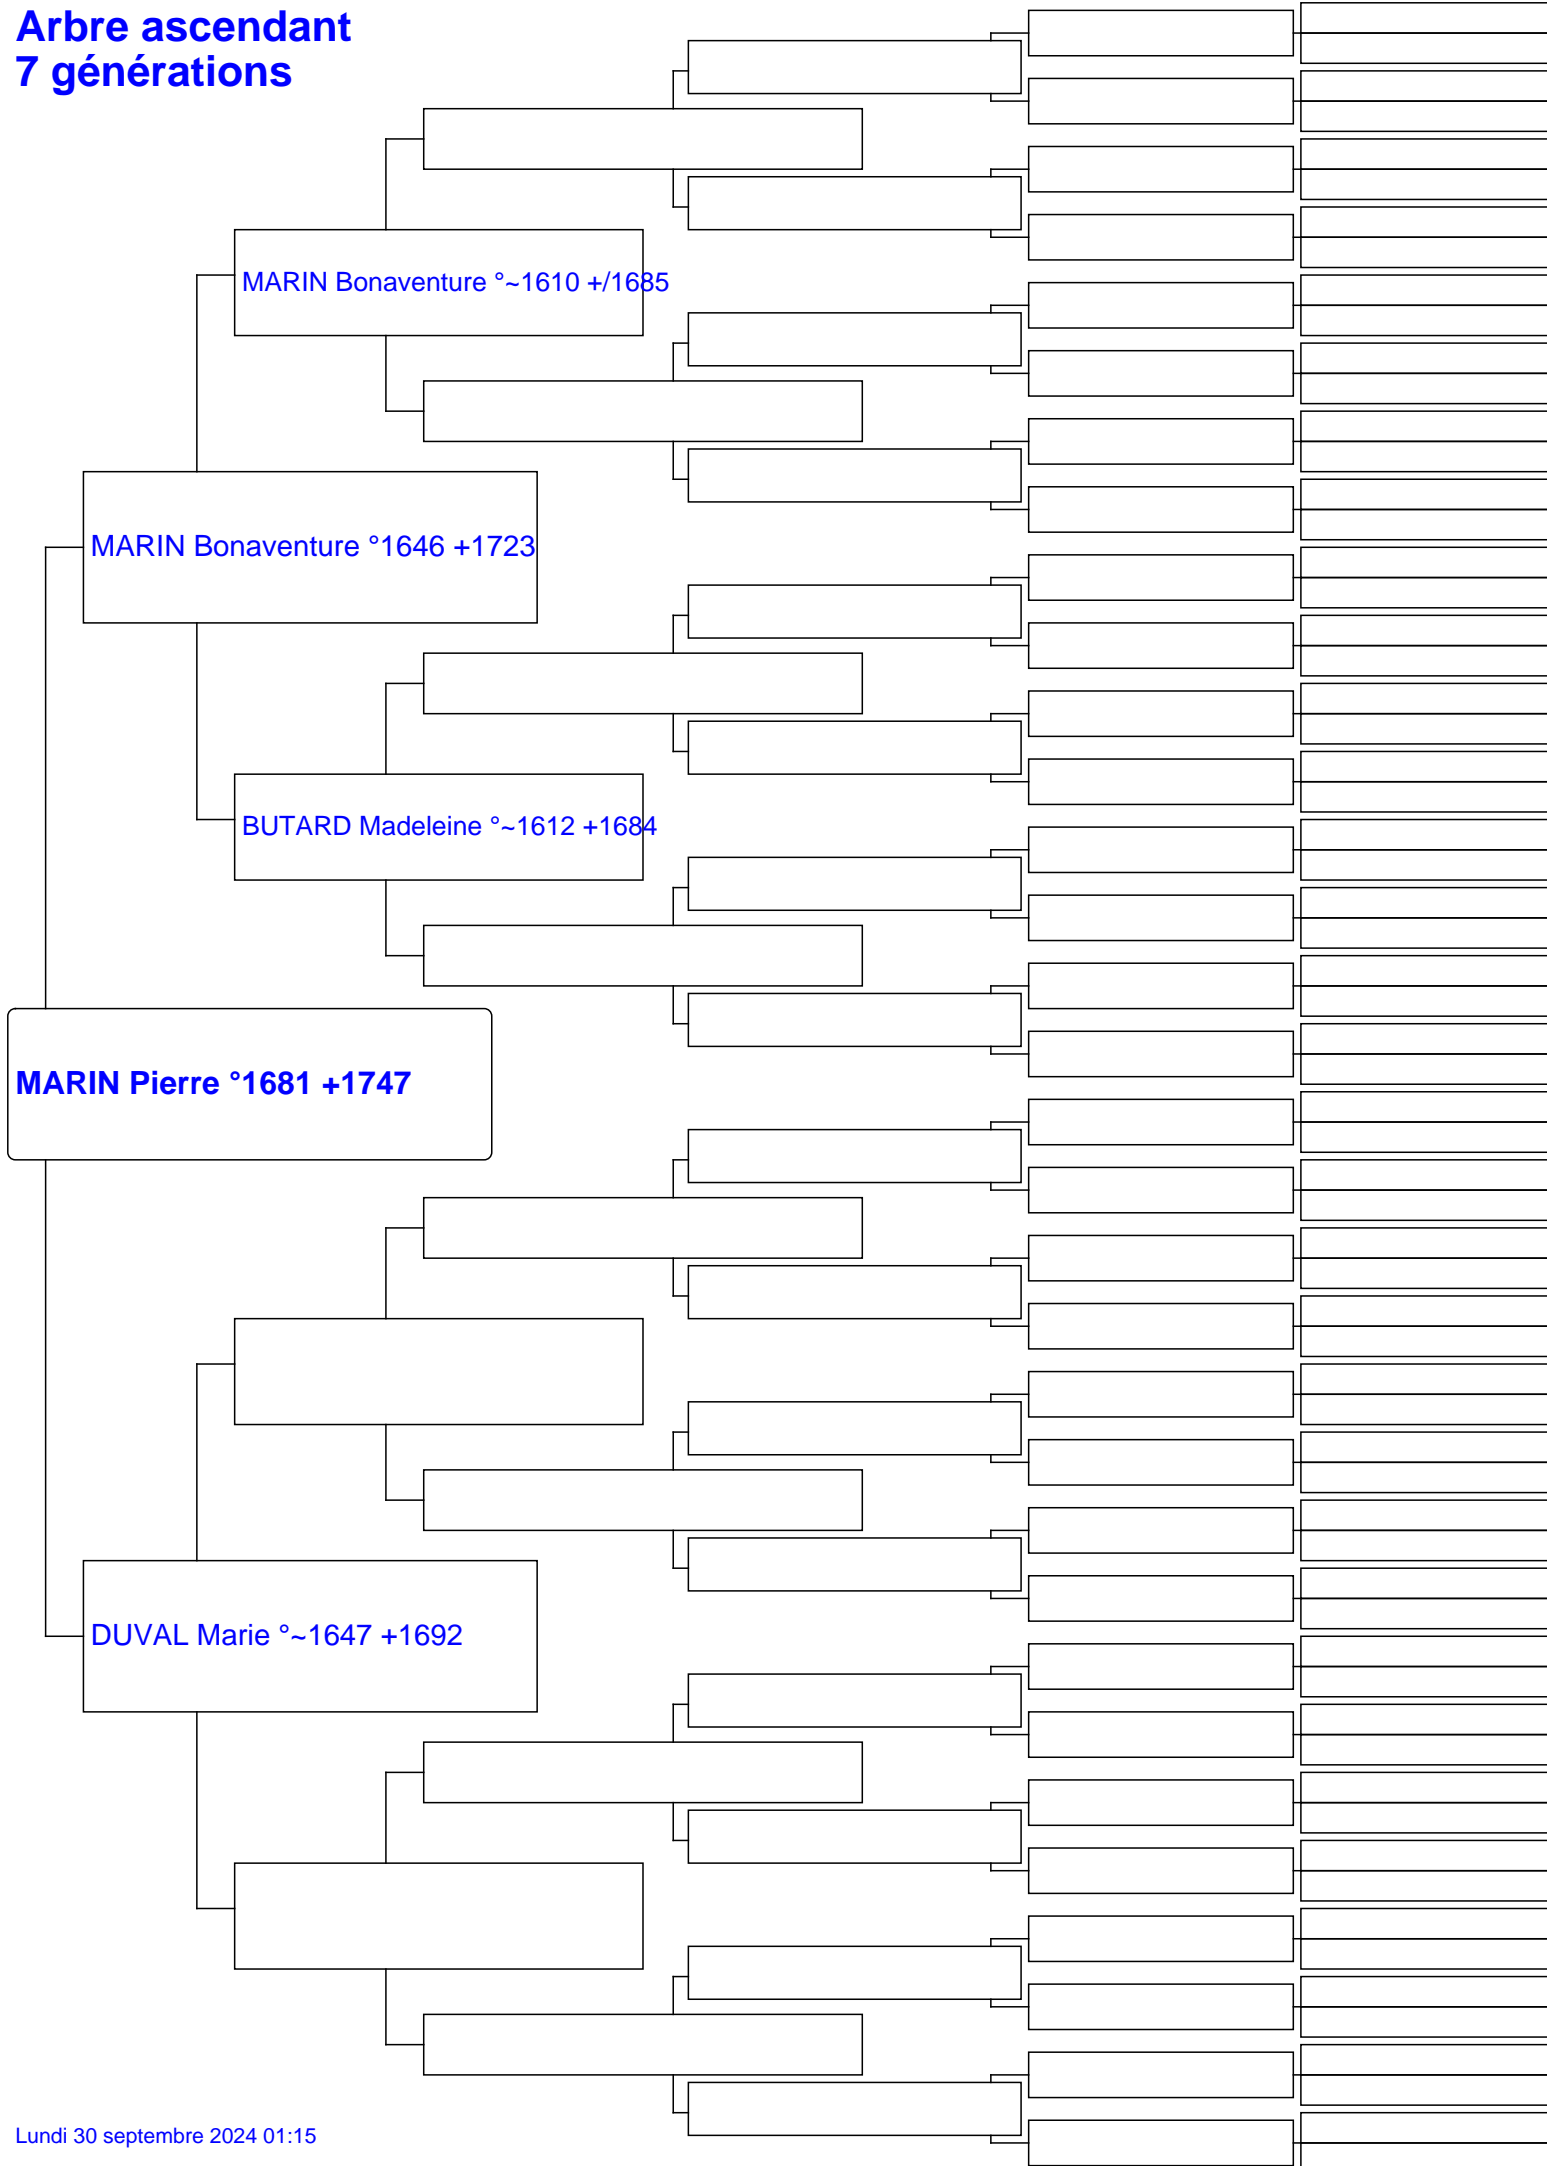 Arbre ascendant
7 générations
MARIN Bonaventure °~1610 +/1685
MARIN Bonaventure °1646 +1723
BUTARD Madeleine °~1612 +1684
MARIN Pierre °1681 +1747
DUVAL Marie °~1647 +1692
Lundi 30 septembre 2024 01:15